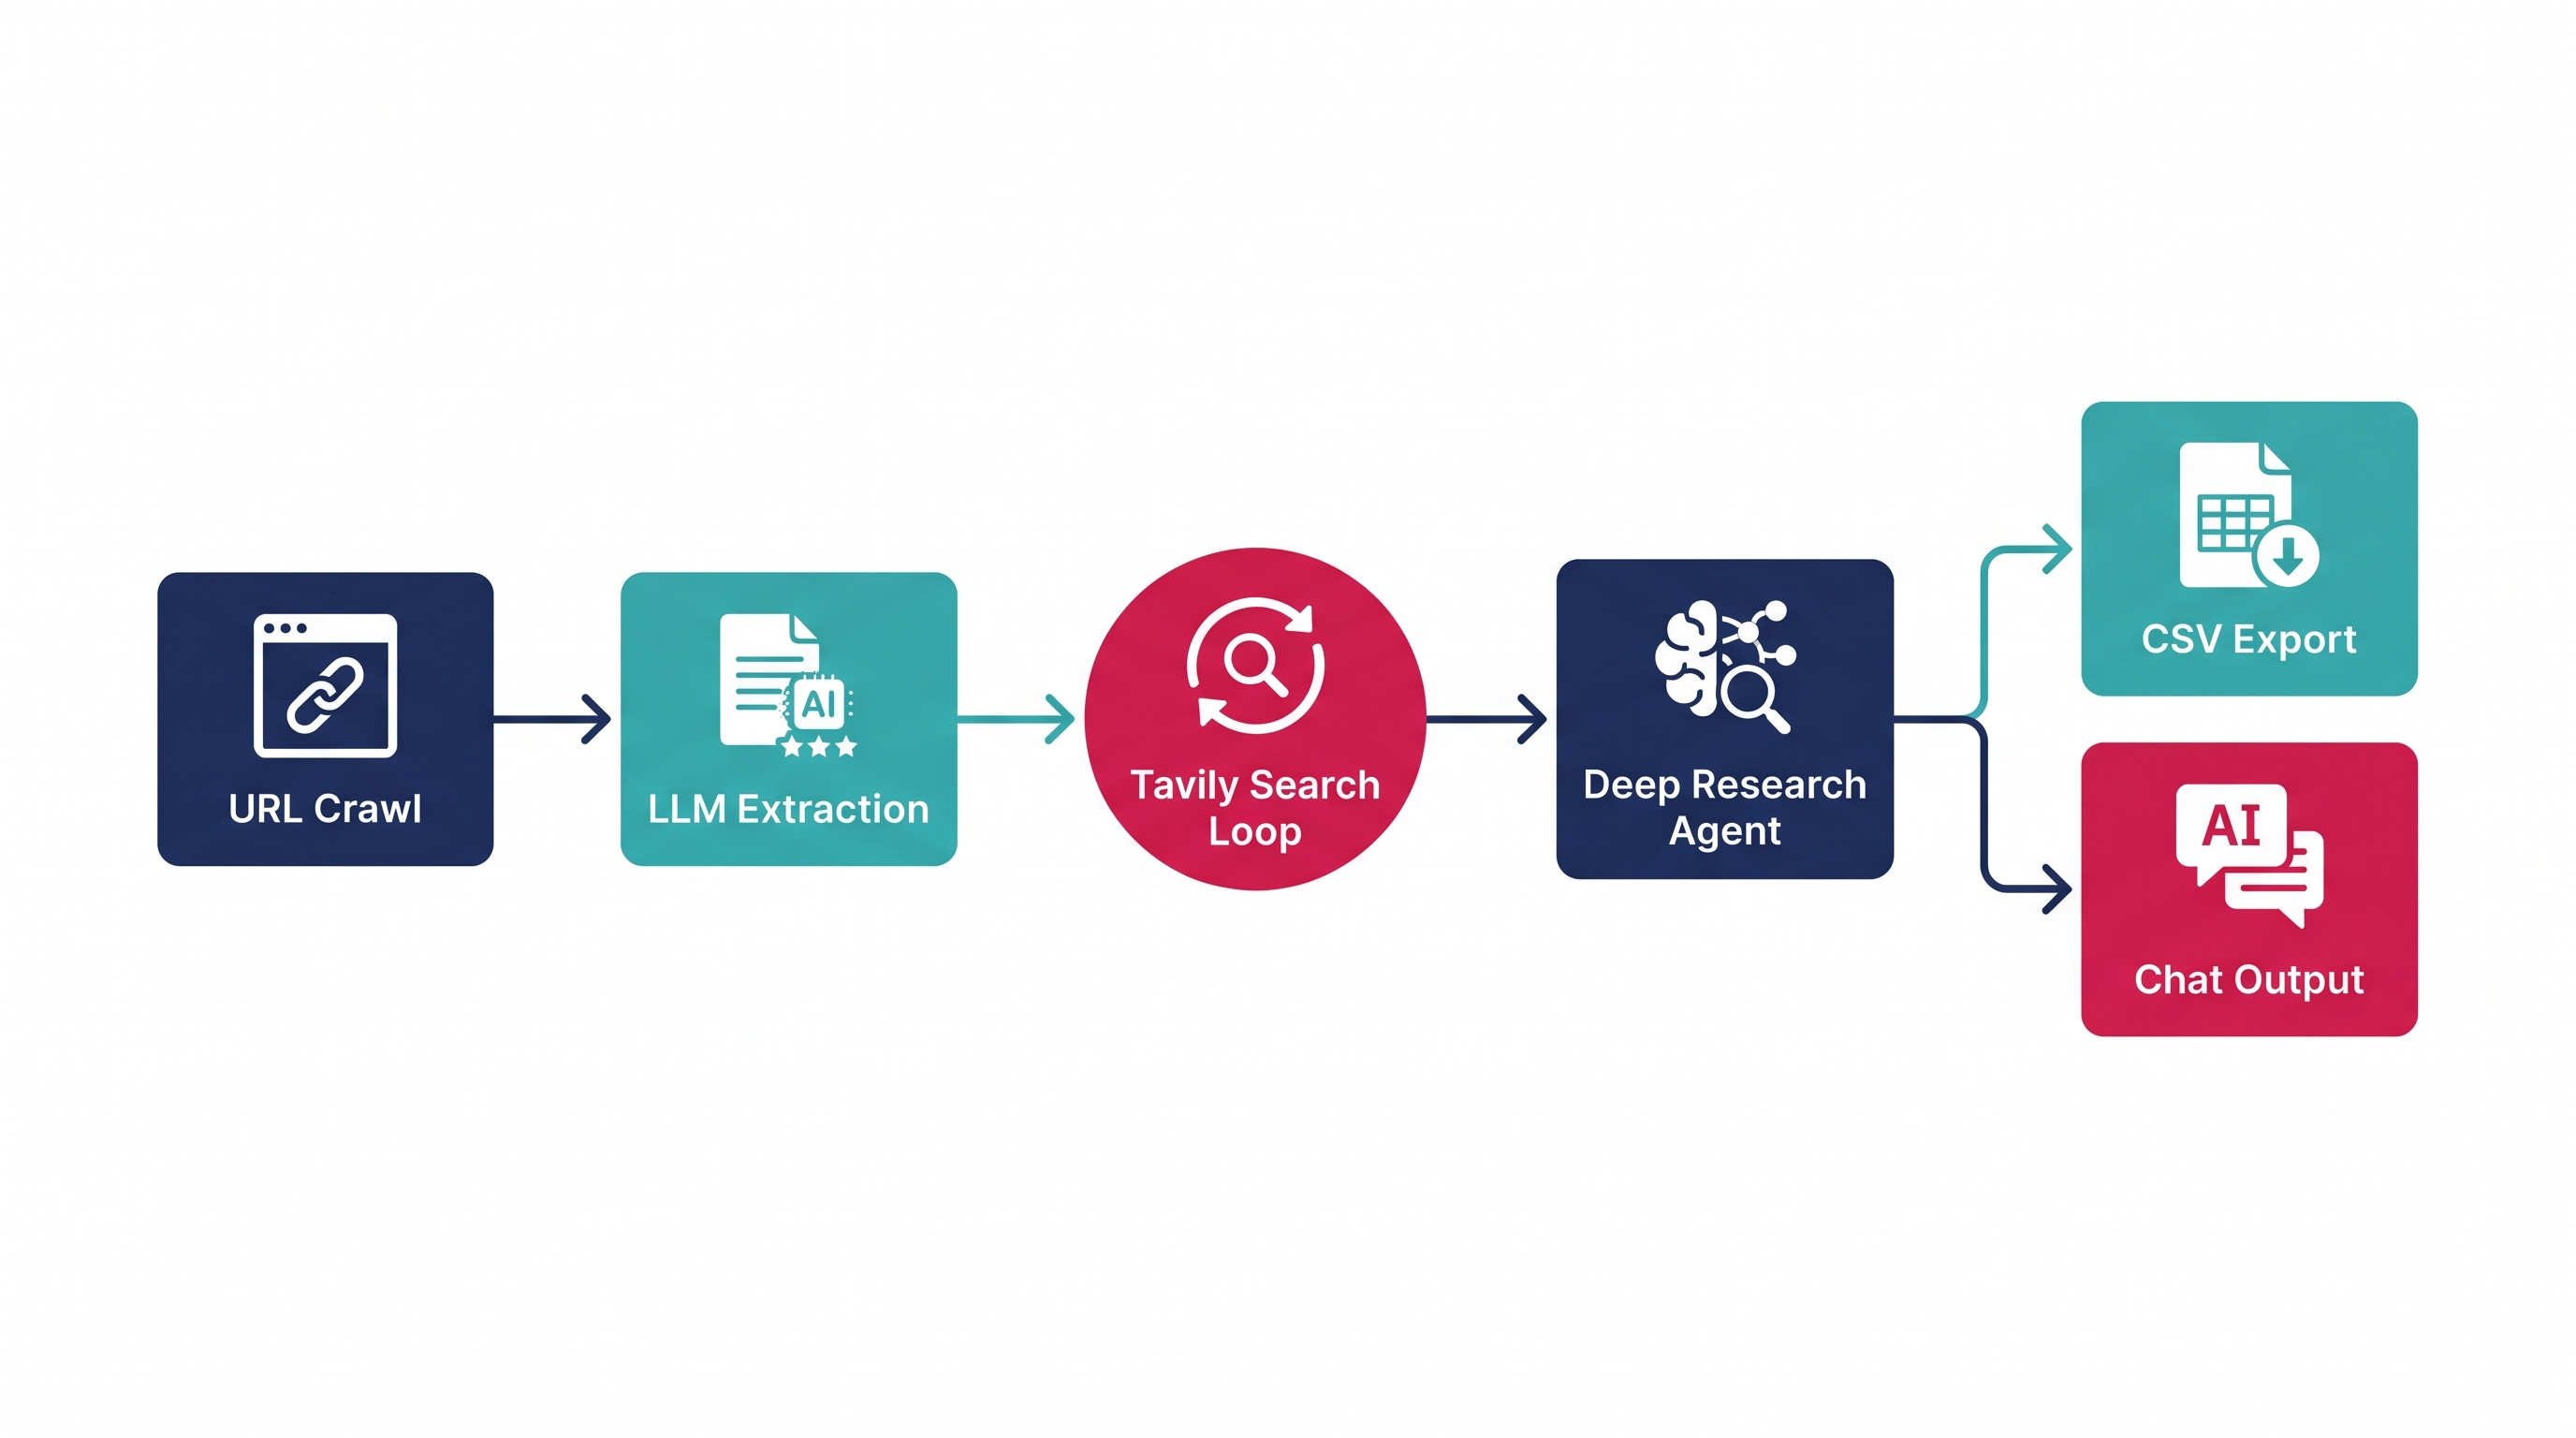 URL Crawl
AI
LLM Extraction
Tavily Search
Loop
Deep Research
Agent
CSV Export
AI
Chat Output